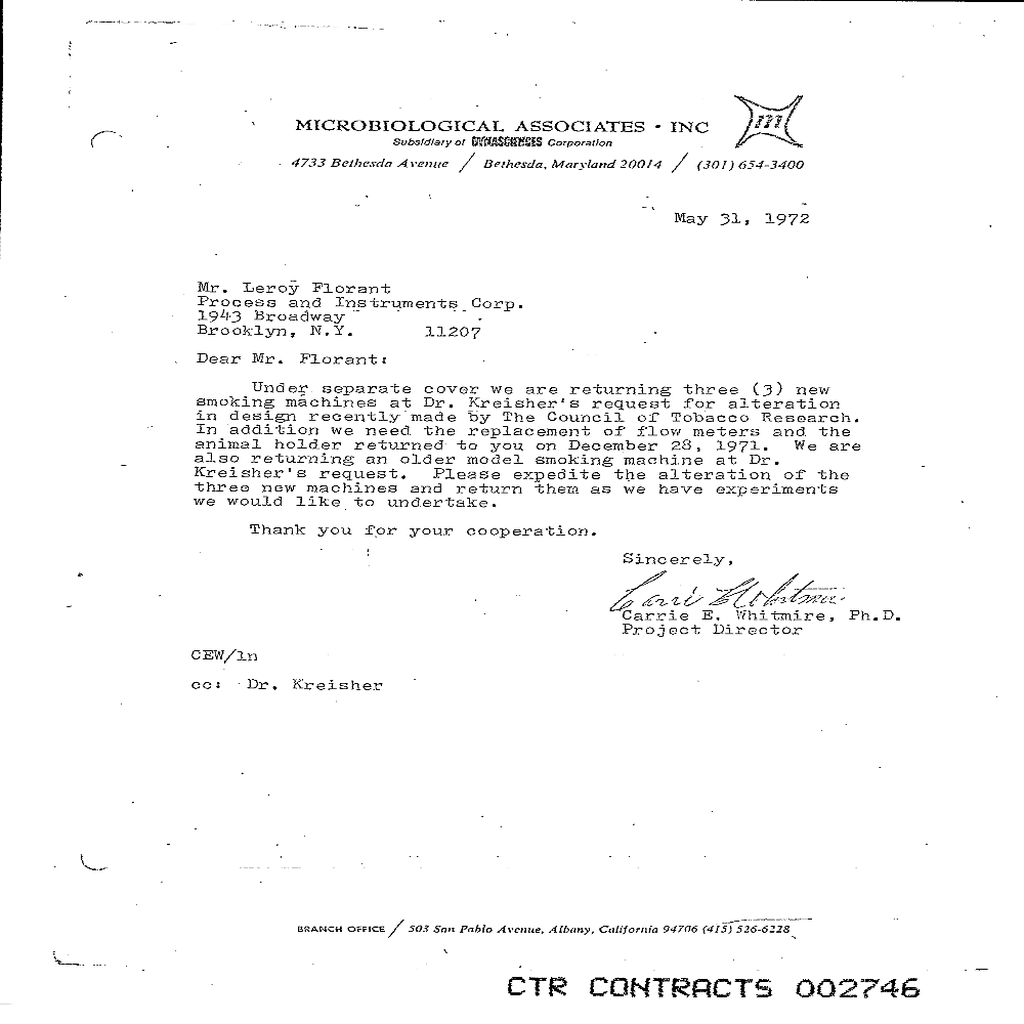 MICROBIOLOGICAL ASSOCIATES • INC
m
Subsidiary of DYNASCIENCES Corporation
4733 Bethesda Avenue / Bethesda, Maryland 20014 / (301) 654-3400
May 31, 1972
Mr. Leroy Florant
Process and Instruments Corp.
1943 Broadway
Brooklyn, N.Y. 11207
Dear Mr. Florant:
Under separate cover we are returning three (3) new
smoking machines at Dr. Kreisher's request for alteration
in design recently made by The Council of Tobacco Research.
In addition we need the replacement of flow meters and the
animal holder returned to you on December 28, 1971. We are
also returning an older model smoking machine at Dr.
Kreisher's request. Please expedite the alteration of the
three new machines and return them as we have experiments
we would like to undertake.
Thank you for your cooperation.
Sincerely,
Carrie E Whitmire
Carrie E. Whitmire, Ph.D.
Project Director
CEW/ln
cc: Dr. Kreisher
BRANCH OFFICE / 503 San Pablo Avenue, Albany, California 94706 (415) 526-6228
CTR CONTRACTS 002746